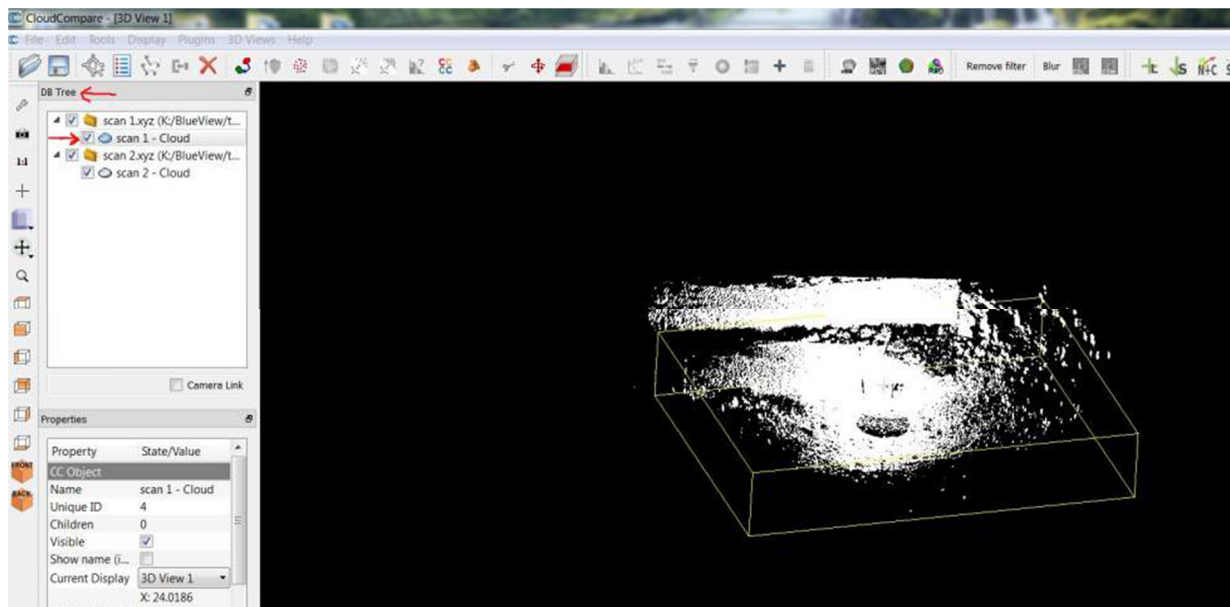 CloudCompare - [3D View 1]
File Edit Tools Display Plugins 3D Views Help
Remove filter Blur
DB Tree
scan 1.xyz (K:/BlueView/t...
scan 1 - Cloud
scan 2.xyz (K:/BlueView/t...
scan 2 - Cloud
1:1
Camera Link
Properties
Property State/Value
CC Object
Name scan 1 - Cloud
Unique ID 4
Children 0
Visible
Show name (i...
Current Display 3D View 1
X: 24.0186
FRONT
BACK